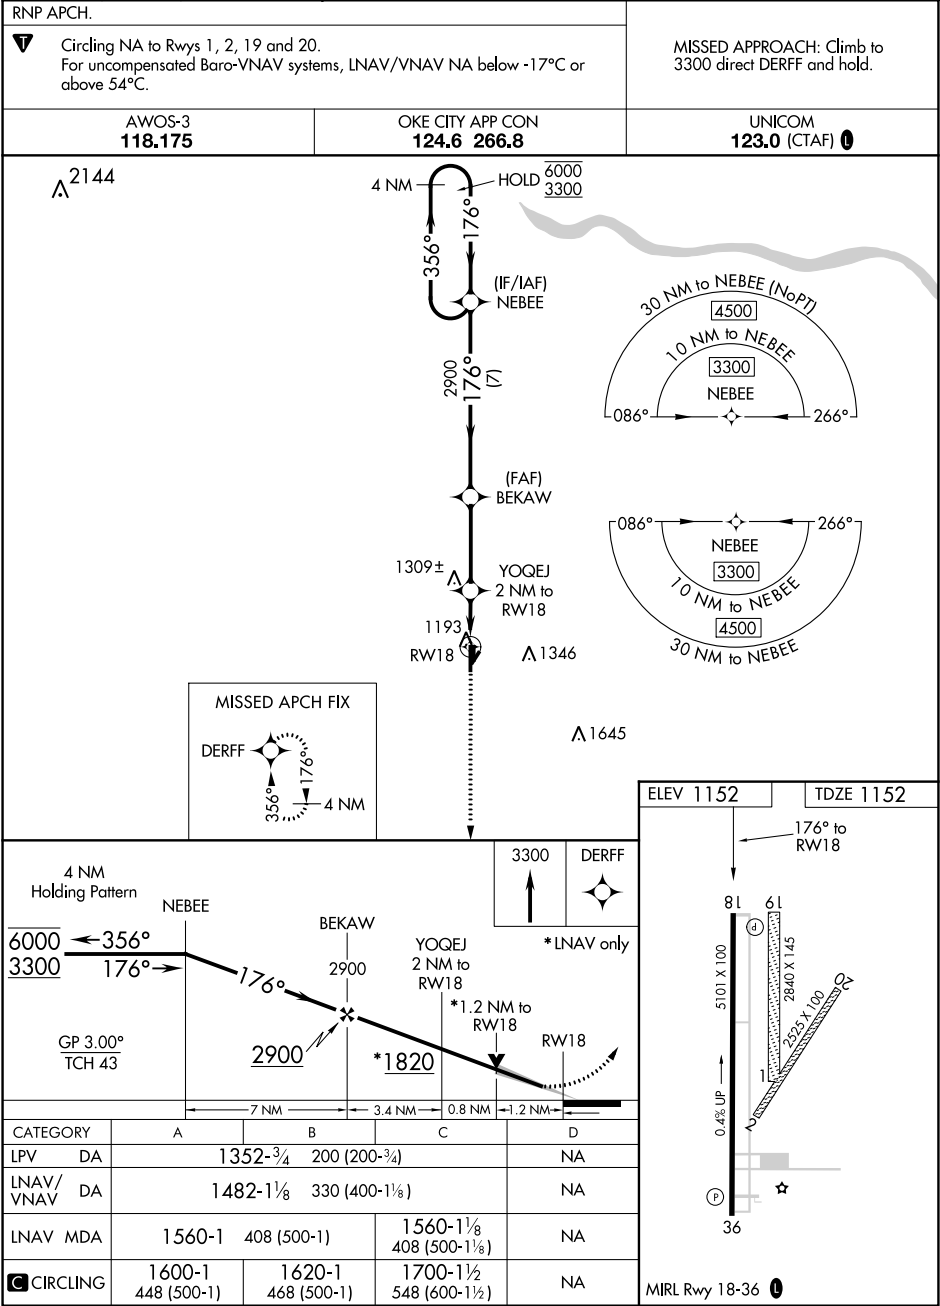 RNP APCH.
T
Circling NA to Rwys 1, 2, 19 and 20.
For uncompensated Baro-VNAV systems, LNAV/VNAV NA below -17°C or
above 54°C.
MISSED APPROACH: Climb to
3300 direct DERFF and hold.
AWOS-3
118.175
OKE CITY APP CON
124.6 266.8
UNICOM
123.0 (CTAF) L
2144
4 NM
HOLD
6000
3300
356°
176°
(IF/IAF)
NEBEE
2900
176°
(7)
(FAF)
BEKAW
1309±
YOQEJ
2 NM to
RW18
1193
RW18
1346
1645
30 NM to NEBEE (NoPT)
4500
10 NM to NEBEE
3300
NEBEE
086°
266°
086°
266°
NEBEE
3300
10 NM to NEBEE
4500
30 NM to NEBEE
MISSED APCH FIX
DERFF
176°
356°
4 NM
ELEV 1152
TDZE 1152
176° to
RW18
18
19
P
5101 X 100
2840 X 145
20
2525 X 100
1
0.4% UP
2
P
36
MIRL Rwy 18-36 L
4 NM
Holding Pattern
NEBEE
6000
3300
356°
176°
GP 3.00°
TCH 43
176°
BEKAW
2900
2900
YOQEJ
2 NM to
RW18
*1820
*1.2 NM to
RW18
RW18
3300
DERFF
*LNAV only
7 NM
3.4 NM
0.8 NM
1.2 NM
CATEGORY A B C D
LPV DA 1352-¾ 200 (200-¾) NA
LNAV/
VNAV DA 1482-1⅛ 330 (400-1⅛) NA
LNAV MDA 1560-1 408 (500-1) 1560-1⅛
408 (500-1⅛) NA
C CIRCLING 1600-1
448 (500-1) 1620-1
468 (500-1) 1700-1½
548 (600-1½) NA